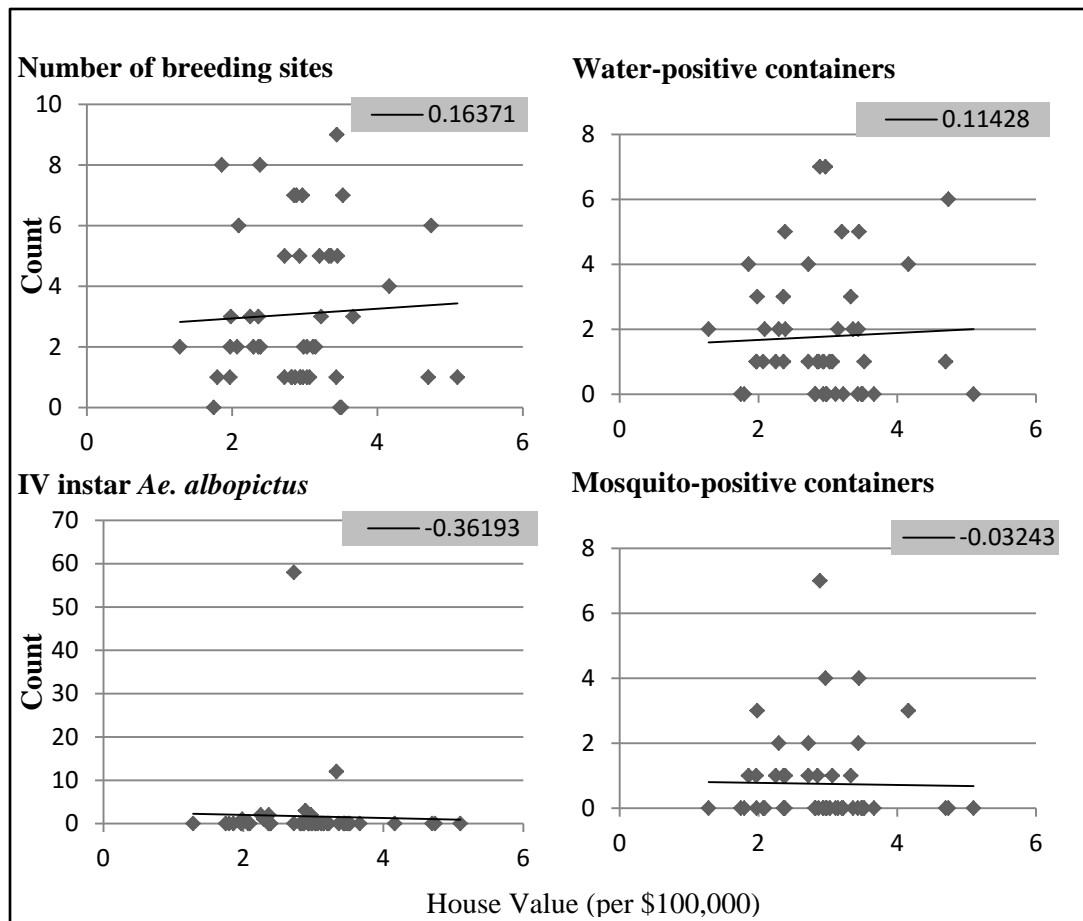 Number of breeding sites
0.16371
10
8
6
4
2
0
Count
0 2 4 6
Water-positive containers
0.11428
8
6
4
2
0
0 2 4 6
IV instar Ae. albopictus
-0.36193
70
60
50
40
30
20
10
0
Count
0 2 4 6
Mosquito-positive containers
-0.03243
8
6
4
2
0
0 2 4 6
House Value (per $100,000)